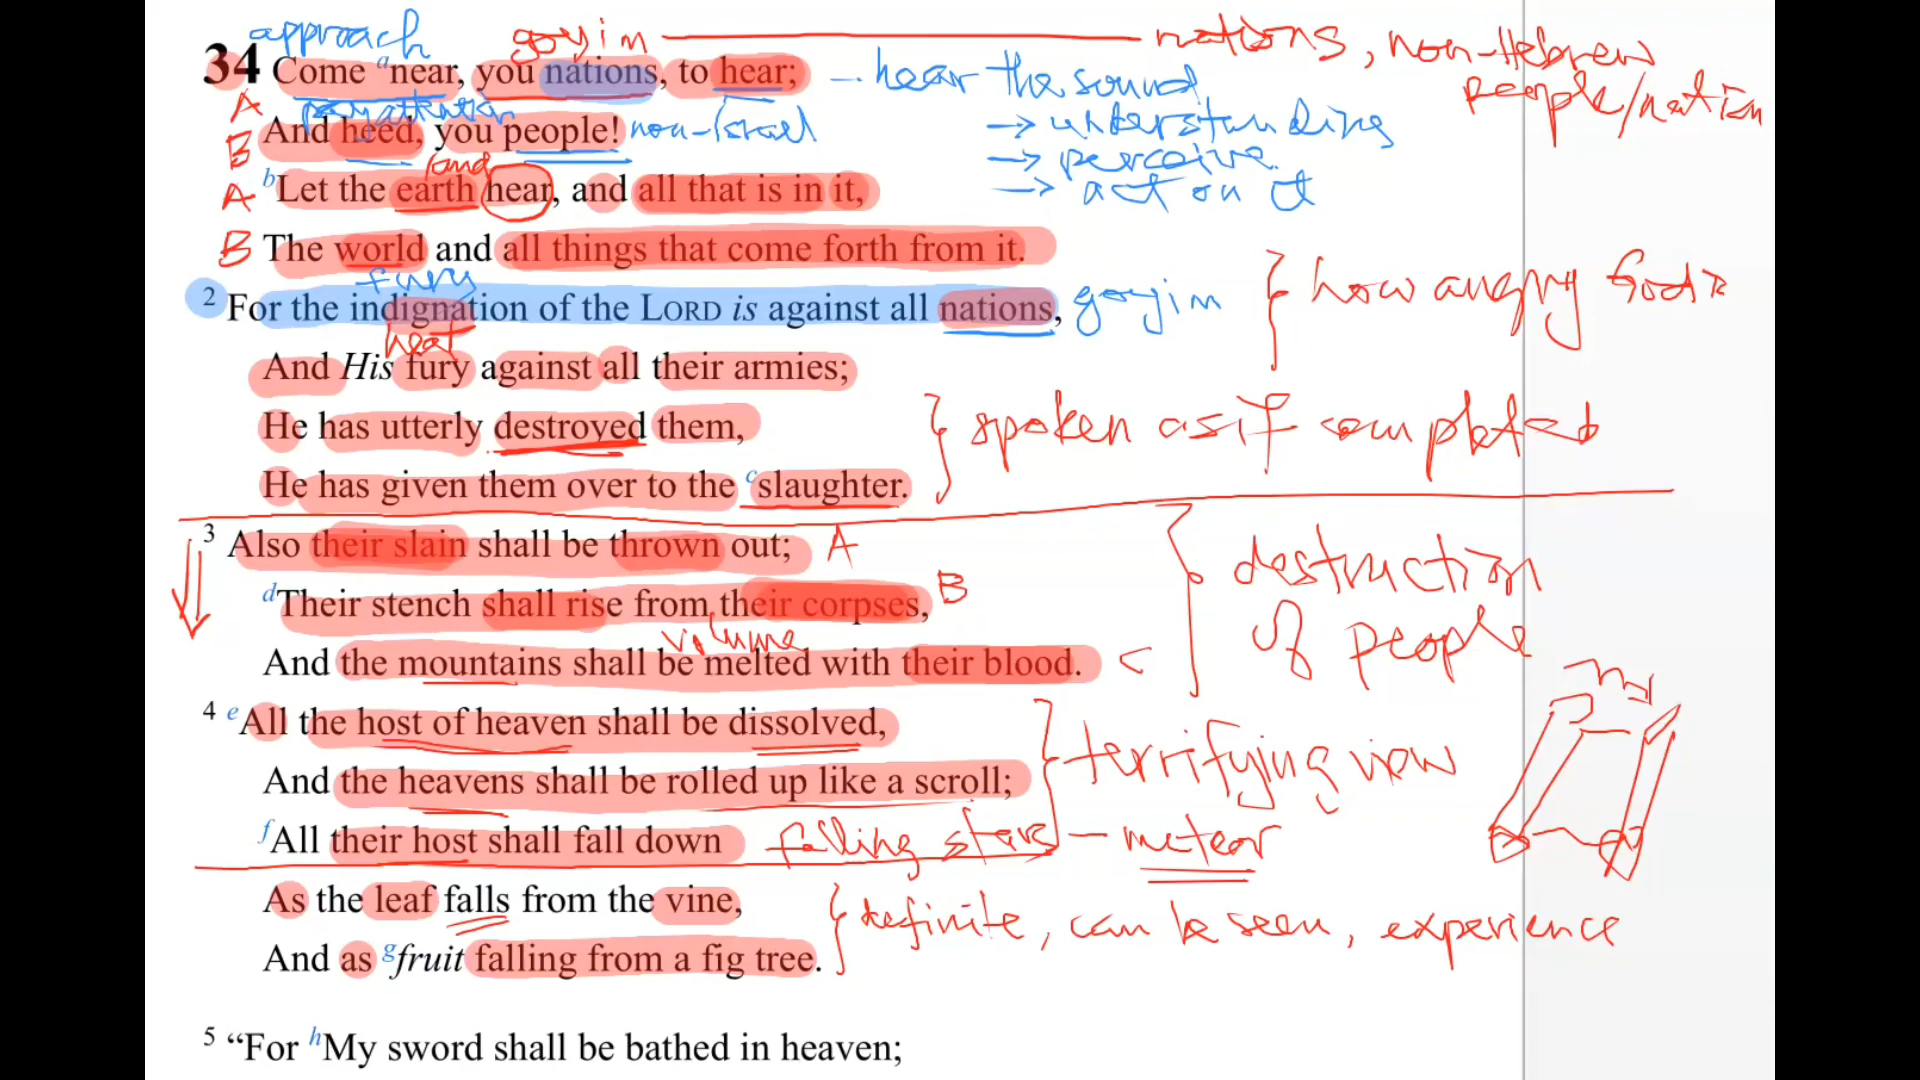 approach goyim nations, non-Hebrew
34 Come a near, you nations, to hear; – hear the sound people/nation
A pay attention → understanding
B And heed, you people! non-Israel → perceive
land
A b Let the earth hear, and all that is in it, → act on it
B The world and all things that come forth from it.
fury
2 For the indignation of the LORD is against all nations, goyim how angry God is
heat
And His fury against all their armies;
He has utterly destroyed them, spoken as if completed
He has given them over to the c slaughter.
3 Also their slain shall be thrown out; A destruction
d Their stench shall rise from their corpses, B of people
volume
And the mountains shall be melted with their blood. C
4 e All the host of heaven shall be dissolved, terrifying view
And the heavens shall be rolled up like a scroll;
f All their host shall fall down falling stars – meteor
As the leaf falls from the vine, definite, can be seen, experience
And as g fruit falling from a fig tree.
5 “For h My sword shall be bathed in heaven;